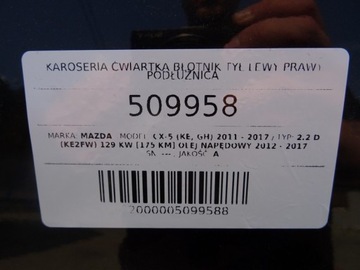 KAROSERIA ĆWIARTKA BŁOTNIK TYŁ LEWY PRAWY
PODŁUŻNICA
509958
MARKA: MAZDA MODEL: CX-5 (KE, GH) 2011 - 2017 / TYP: 2.2 D
(KE2FW) 129 KW [175 KM] OLEJ NAPĘDOWY 2012 - 2017
SA, ---, JAKOŚĆ: A
2000005099588